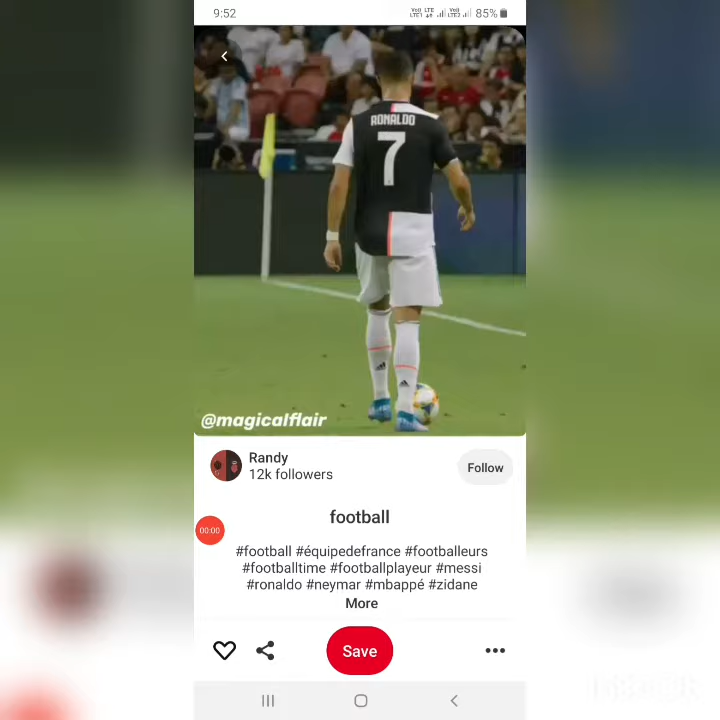 9:52
85%
RONALDO
7
@magicalflair
Randy
12k followers
Follow
football
00:00
#football #équipedefrance #footballeurs
#footballtime #footballplayeur #messi
#ronaldo #neymar #mbappé #zidane
More
Save